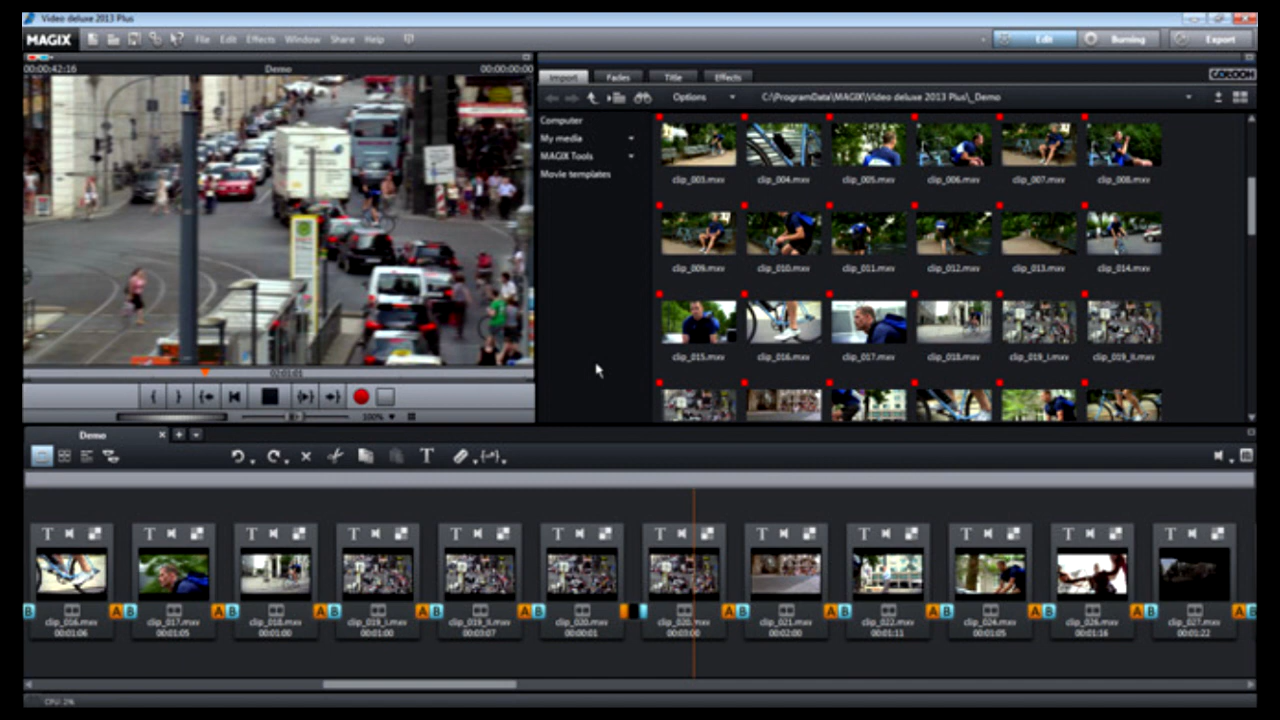 Video deluxe 2013 Plus
MAGIX File Edit Effects Window Share Help Edit Burning Export
00:00:42:16 Demo 00:00:00:00
Import Fades Title Effects
Options C:\ProgramData\MAGIX\Video deluxe 2013 Plus\_Demo
Computer
My media
MAGIX Tools
Movie templates
clip_003.mxv clip_004.mxv clip_005.mxv clip_006.mxv clip_007.mxv clip_008.mxv
clip_009.mxv clip_010.mxv clip_011.mxv clip_012.mxv clip_013.mxv clip_014.mxv
clip_015.mxv clip_016.mxv clip_017.mxv clip_018.mxv clip_019_I.mxv clip_019_II.mxv
02:01:01
100%
Demo
clip_016.mxv clip_017.mxv clip_018.mxv clip_019_I.mxv clip_019_II.mxv clip_020.mxv clip_020.mxv clip_021.mxv clip_022.mxv clip_024.mxv clip_026.mxv clip_027.mxv
00:01:06 00:01:05 00:01:00 00:01:00 00:03:07 00:00:01 00:03:00 00:02:00 00:01:11 00:01:05 00:01:16 00:01:22
CPU: 2%